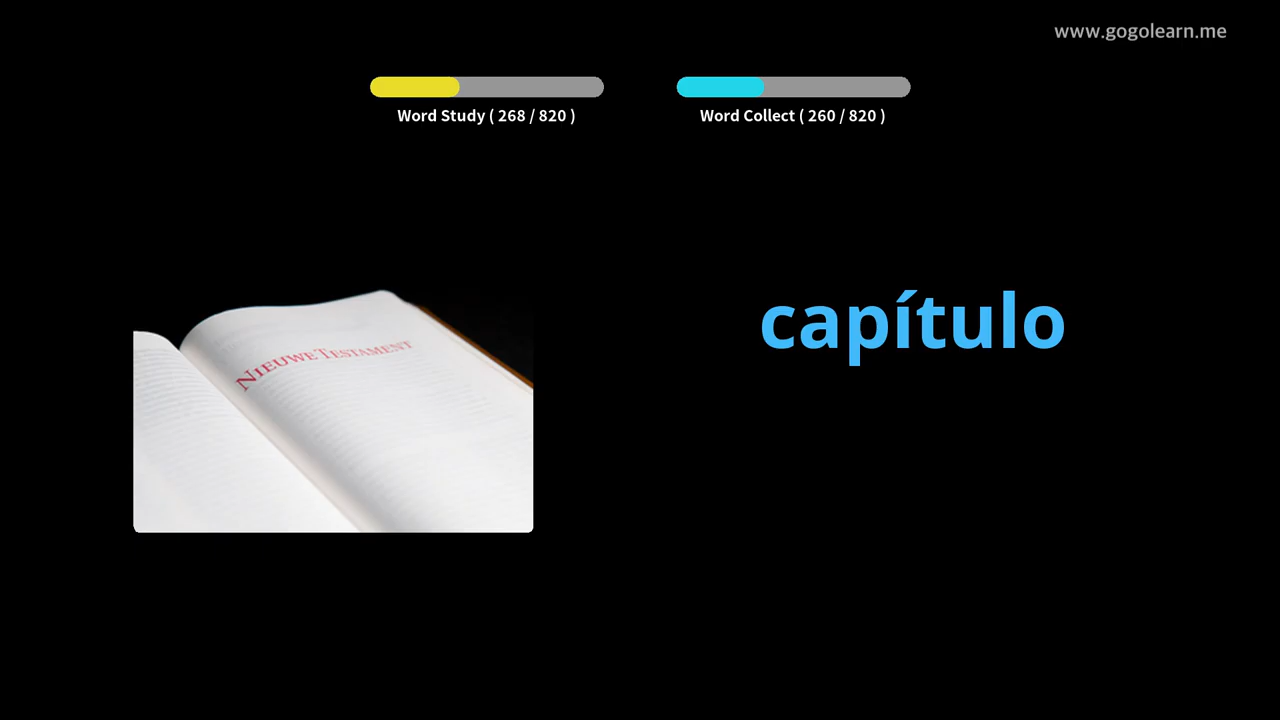 www.gogolearn.me
Word Study ( 268 / 820 )
Word Collect ( 260 / 820 )
NIEUWE TESTAMENT
capítulo